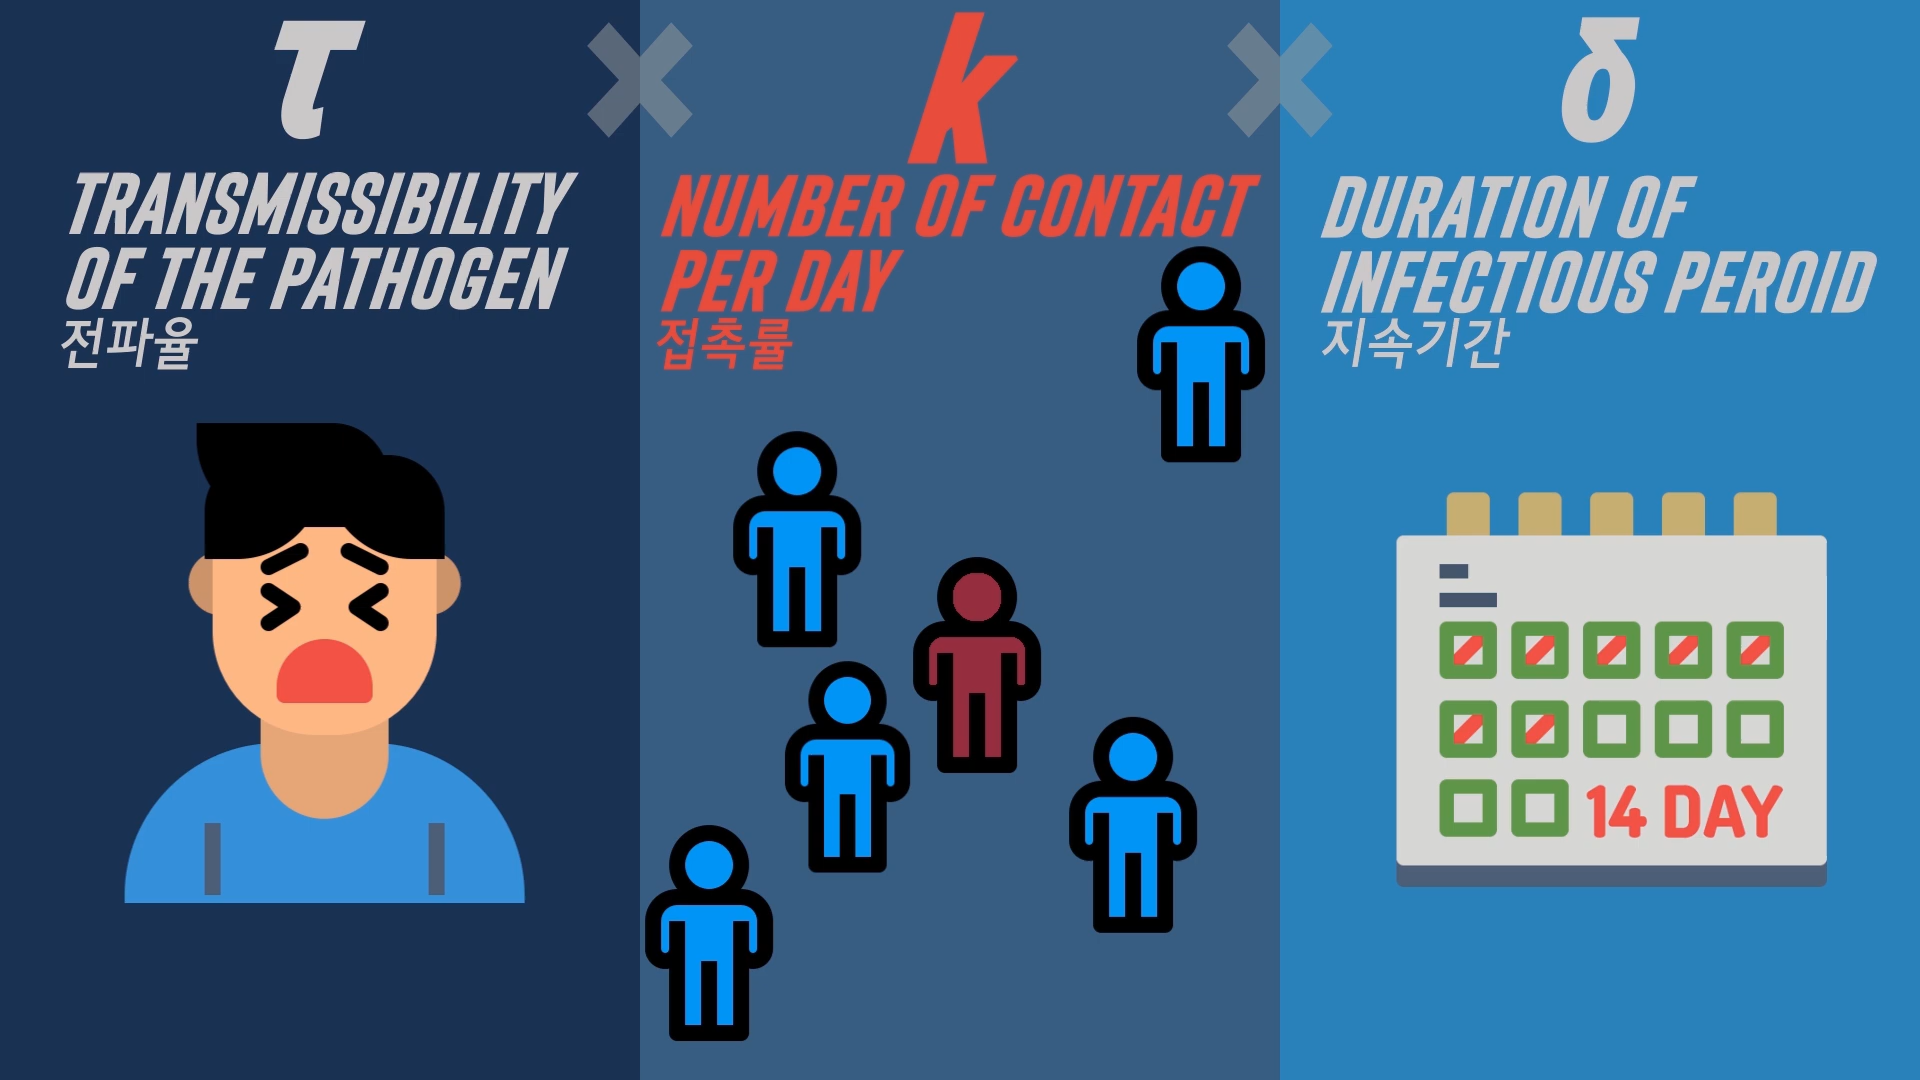 τ × k × δ
TRANSMISSIBILITY
OF THE PATHOGEN
전파율
NUMBER OF CONTACT
PER DAY
접촉률
DURATION OF
INFECTIOUS PEROID
지속기간
14 DAY